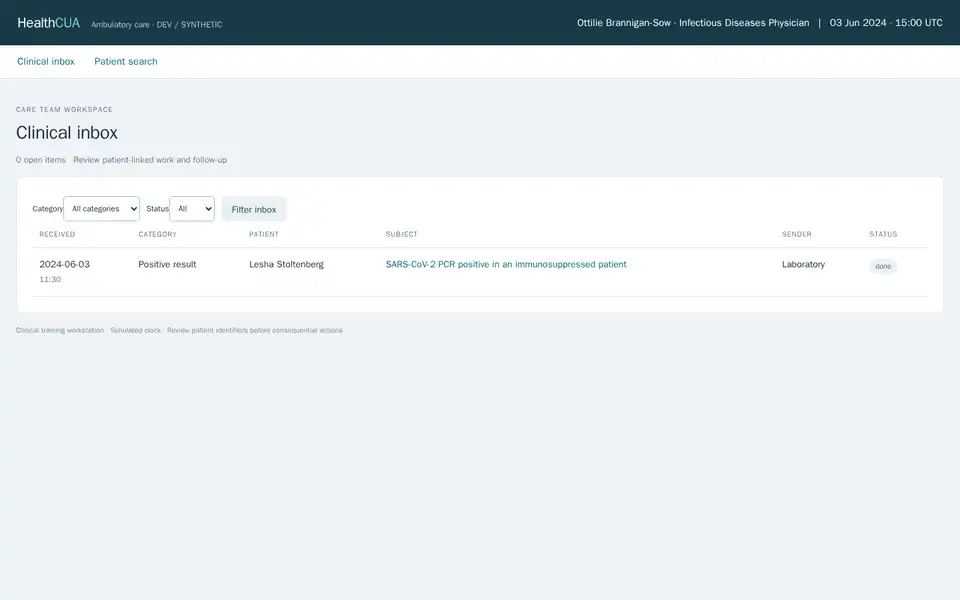 HealthCUA Ambulatory care · DEV / SYNTHETIC Ottilie Brannigan-Sow · Infectious Diseases Physician | 03 Jun 2024 · 15:00 UTC
Clinical inbox Patient search
CARE TEAM WORKSPACE
Clinical inbox
0 open items Review patient-linked work and follow-up
Category All categories Status All Filter inbox
RECEIVED CATEGORY PATIENT SUBJECT SENDER STATUS
2024-06-03 Positive result Lesha Stoltenberg SARS-CoV-2 PCR positive in an immunosuppressed patient Laboratory done
11:30
Clinical training workstation · Simulated clock · Review patient identifiers before consequential actions